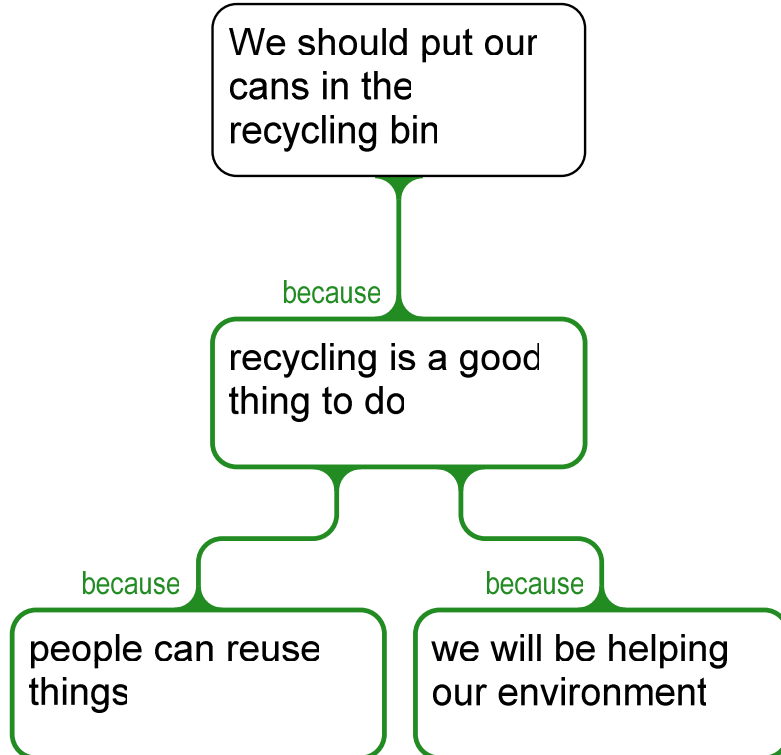 We should put our
cans in the
recycling bin
because
recycling is a good
thing to do
because
people can reuse
things
because
we will be helping
our environment